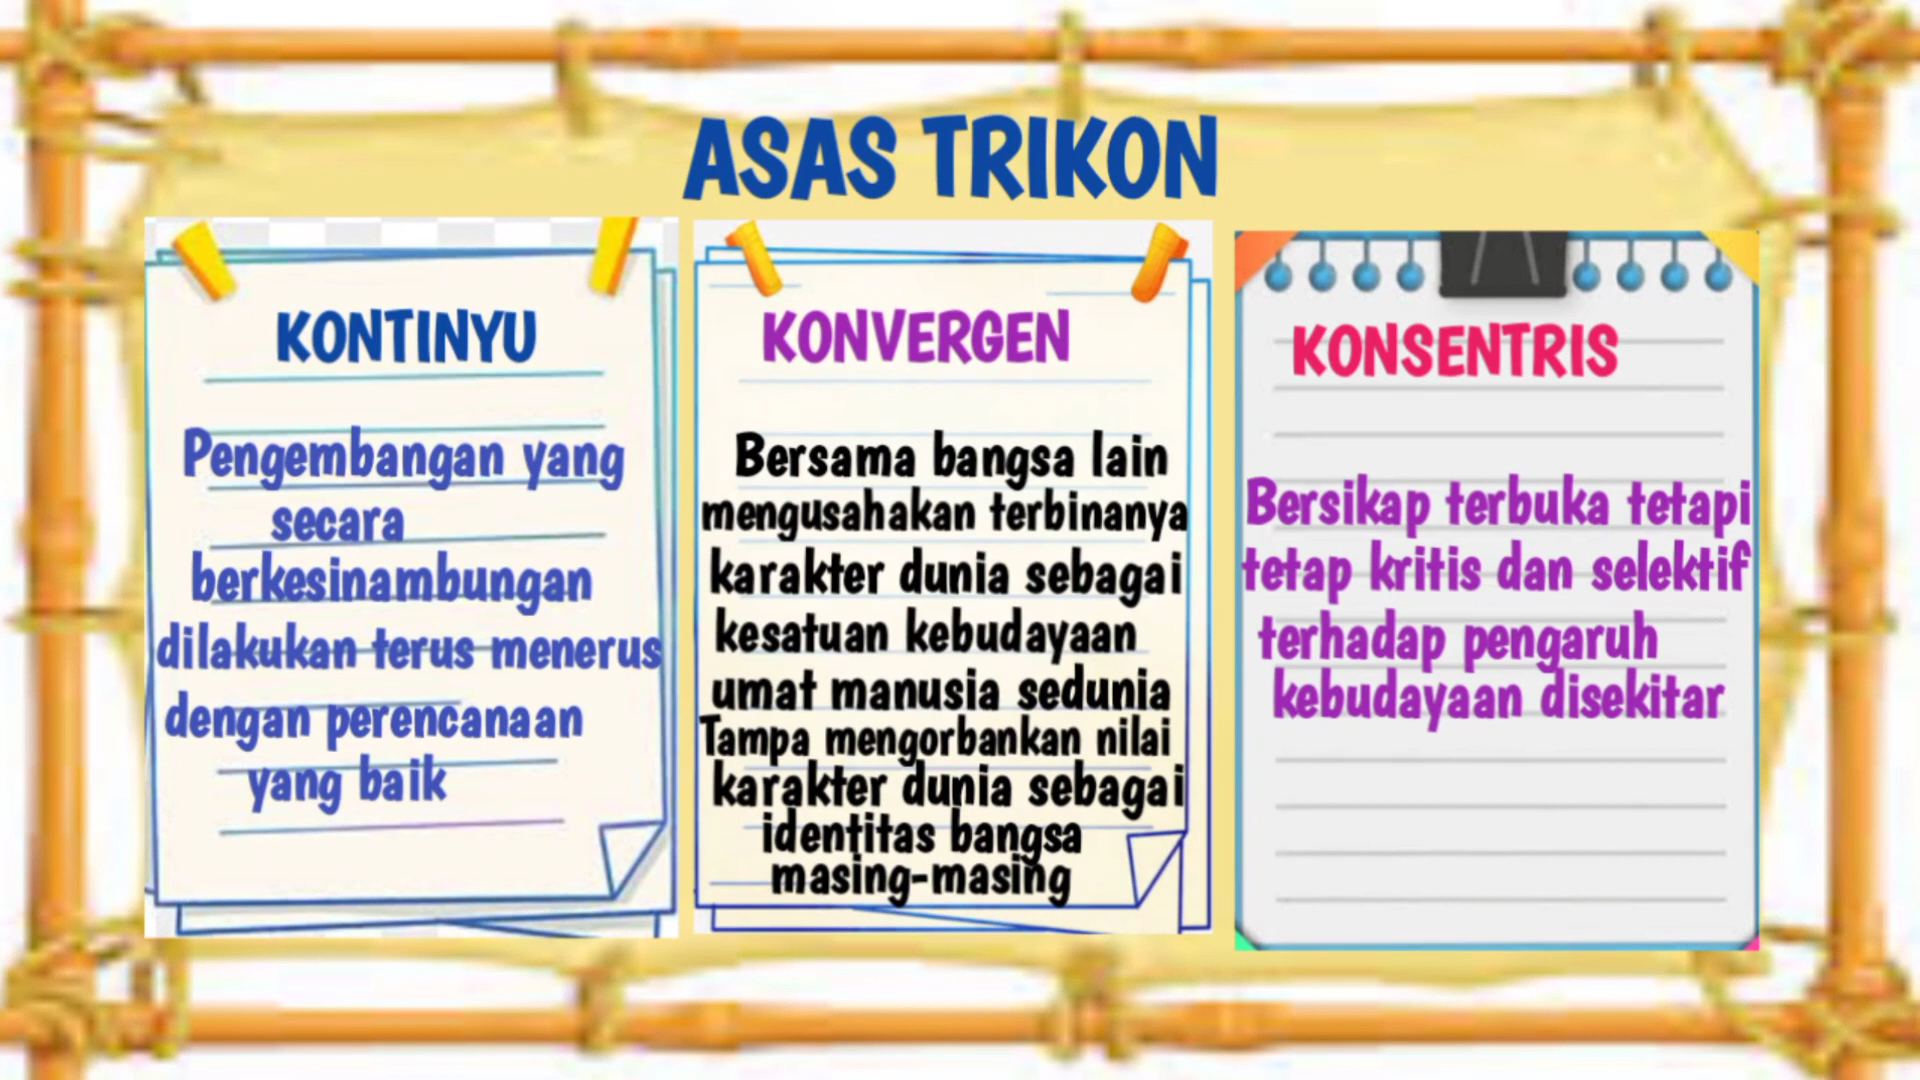 ASAS TRIKON
KONTINYU
Pengembangan yang
secara
berkesinambungan
dilakukan terus menerus
dengan perencanaan
yang baik
KONVERGEN
Bersama bangsa lain
mengusahakan terbinanya
karakter dunia sebagai
kesatuan kebudayaan
umat manusia sedunia
Tampa mengorbankan nilai
karakter dunia sebagai
identitas bangsa
masing-masing
KONSENTRIS
Bersikap terbuka tetapi
tetap kritis dan selektif
terhadap pengaruh
kebudayaan disekitar